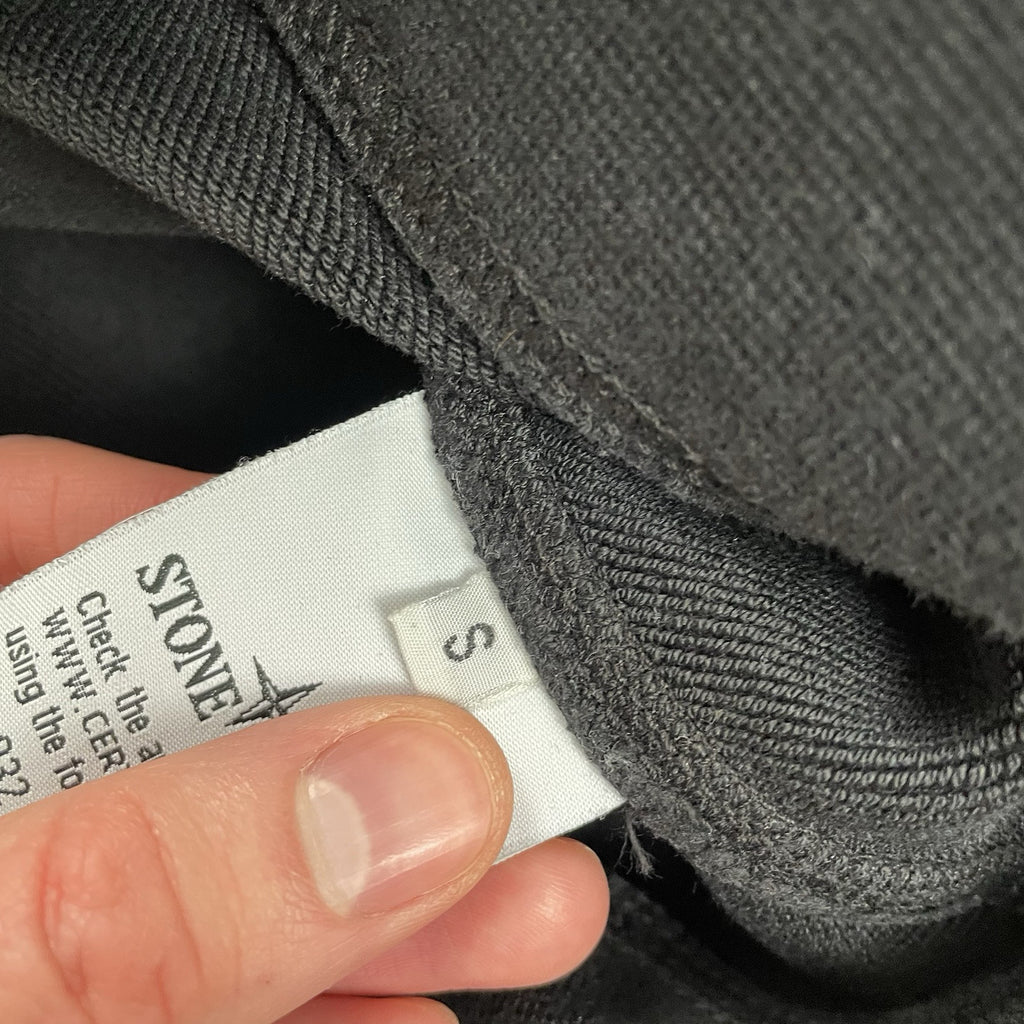 S
STONE
Check the a
WWW.CER
using the fo